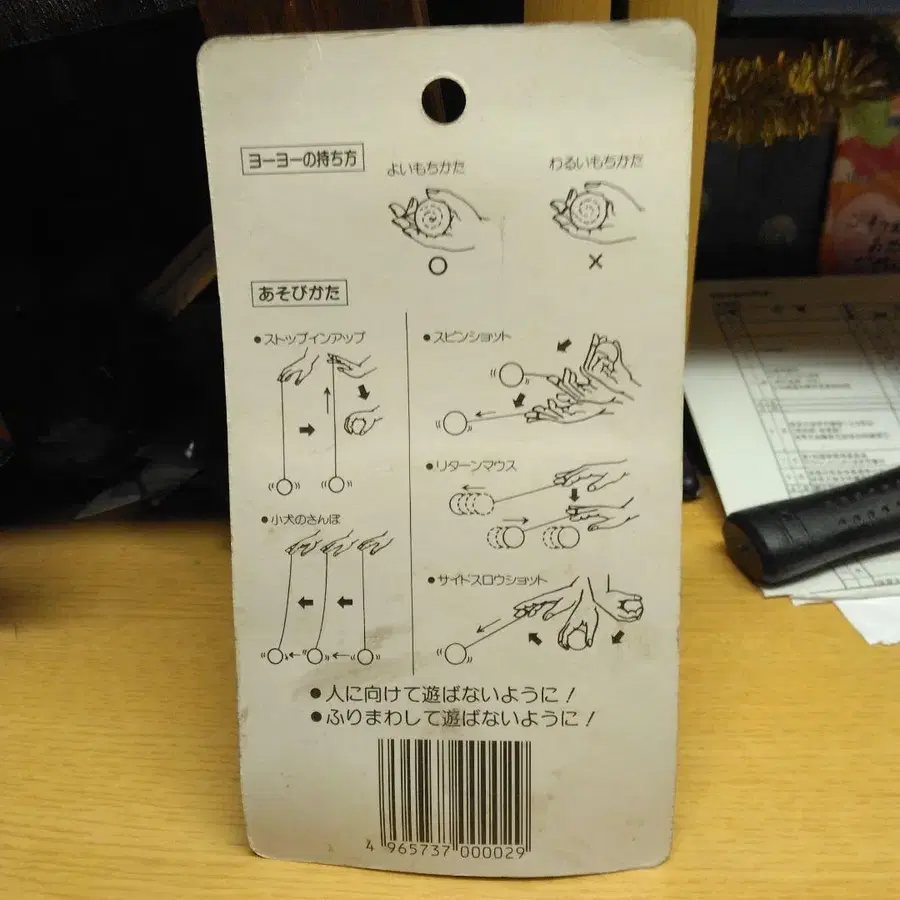 ヨーヨーの持ち方
よいもちかた
わるいもちかた
○
×
あそびかた
●ストップインアップ
●小犬のさんぽ
●スピンショット
●リターンマウス
●サイドスロウショット
●人に向けて遊ばないように！
●ふりまわして遊ばないように！
4 965737 000029